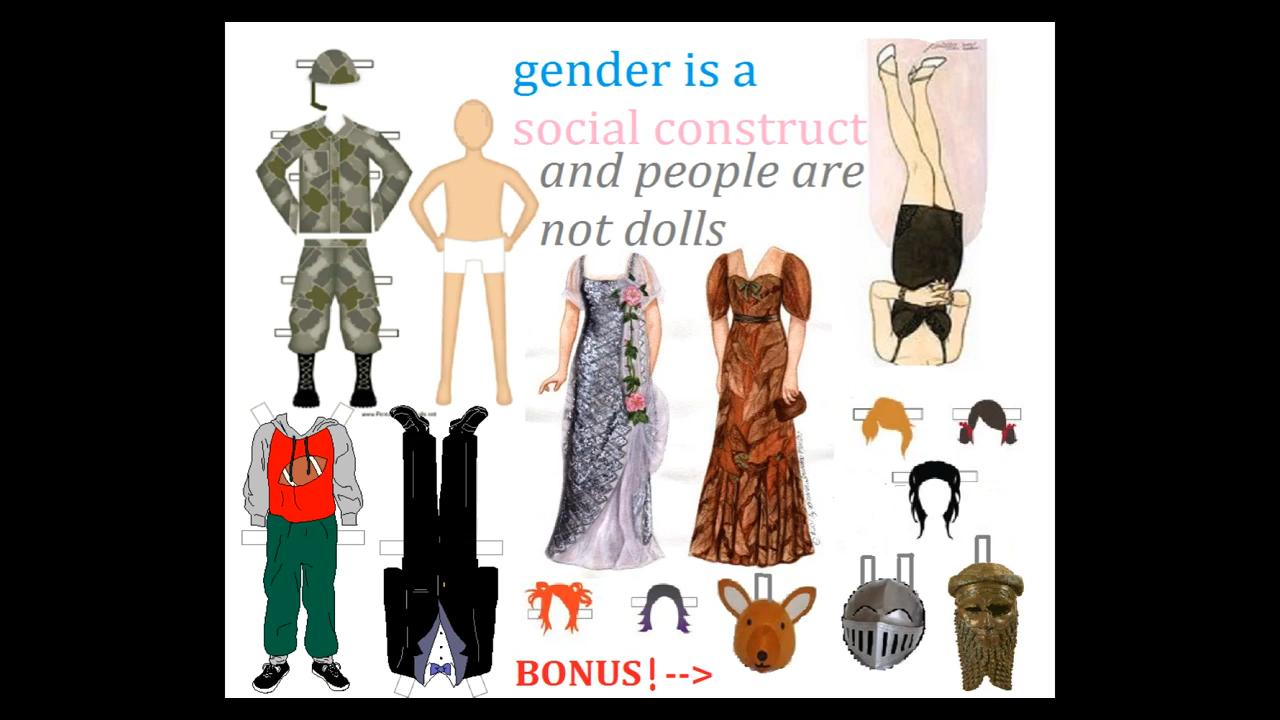 gender is a
social construct
and people are
not dolls
BONUS!-->